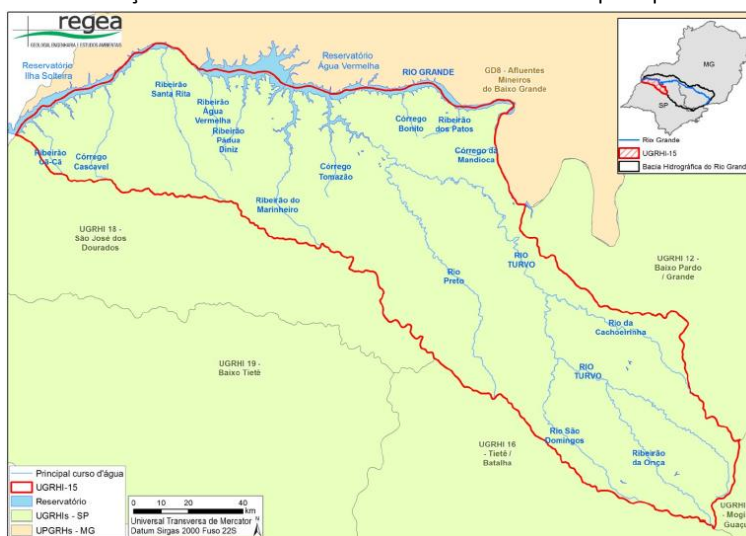 regea
GEOLOGIA, ENGENHARIA E ESTUDOS AMBIENTAIS
Reservatório
Ilha Solteira
Reservatório
Água Vermelha
RIO GRANDE
GD8 - Afluentes
Mineiros
do Baixo Grande
MG
SP
Rio Grande
UGRHI-15
Bacia Hidrográfica do Rio Grand
Ribeirão
Santa Rita
Ribeirão
Água
Vermelha
Ribeirão
Pádua
Diniz
Córrego
Bonito
Ribeirão
dos Patos
Córrego da
Mandioca
Ribeirão
Cã-Cã
Córrego
Cascavel
Córrego
Tomazão
Ribeirão do
Marinheiro
UGRHI 18 -
São José dos
Dourados
RIO
TURVO
UGRHI 12 -
Baixo Pardo
/ Grande
Rio
Preto
Rio da
Cachoeirinha
UGRHI 19 -
Baixo Tietê
RIO
TURVO
UGRHI 16
- Tietê /
Batalha
Rio São
Domingos
Ribeirão
da Onça
UGRHI
- Mogi
Guaçu
Principal curso d'água
UGRHI-15
Reservatório
UGRHIs - SP
UPGRHs - MG
0 10 20 40
km
Universal Transversa de Mercator
Datum Sirgas 2000 Fuso 22S
N